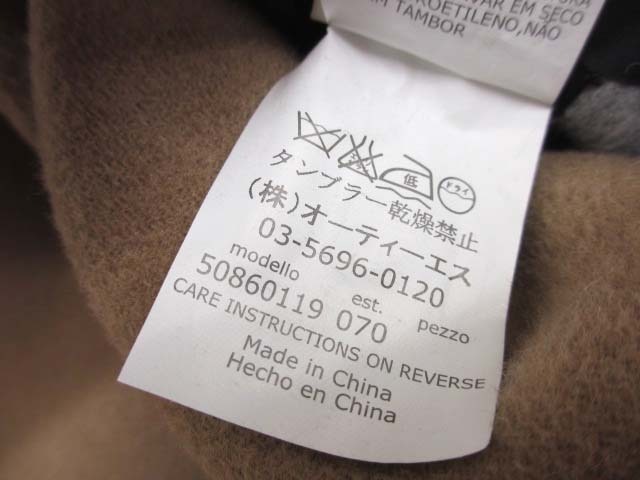 VAR EM SECO
ROETILENO,NÃO
M TAMBOR
低
ドライ
タンブラー乾燥禁止
(株)オーティーエス
03-5696-0120
modello est. pezzo
50860119 070
CARE INSTRUCTIONS ON REVERSE
Made in China
Hecho en China